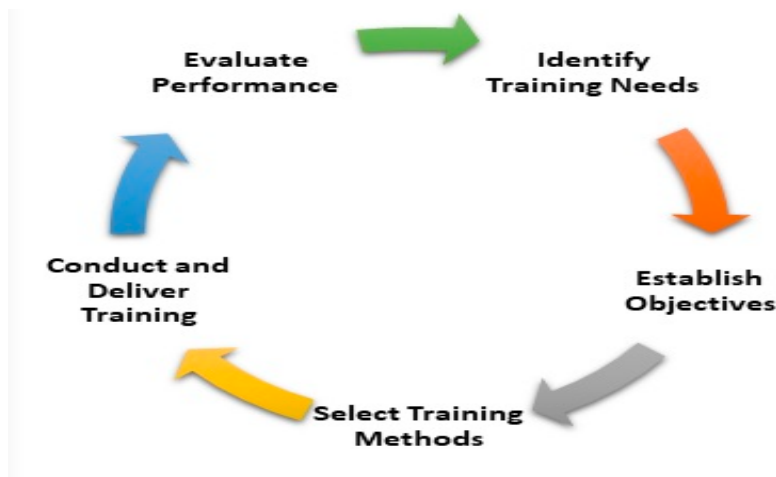 Evaluate
Performance
Identify
Training Needs
Establish
Objectives
Select Training
Methods
Conduct and
Deliver
Training